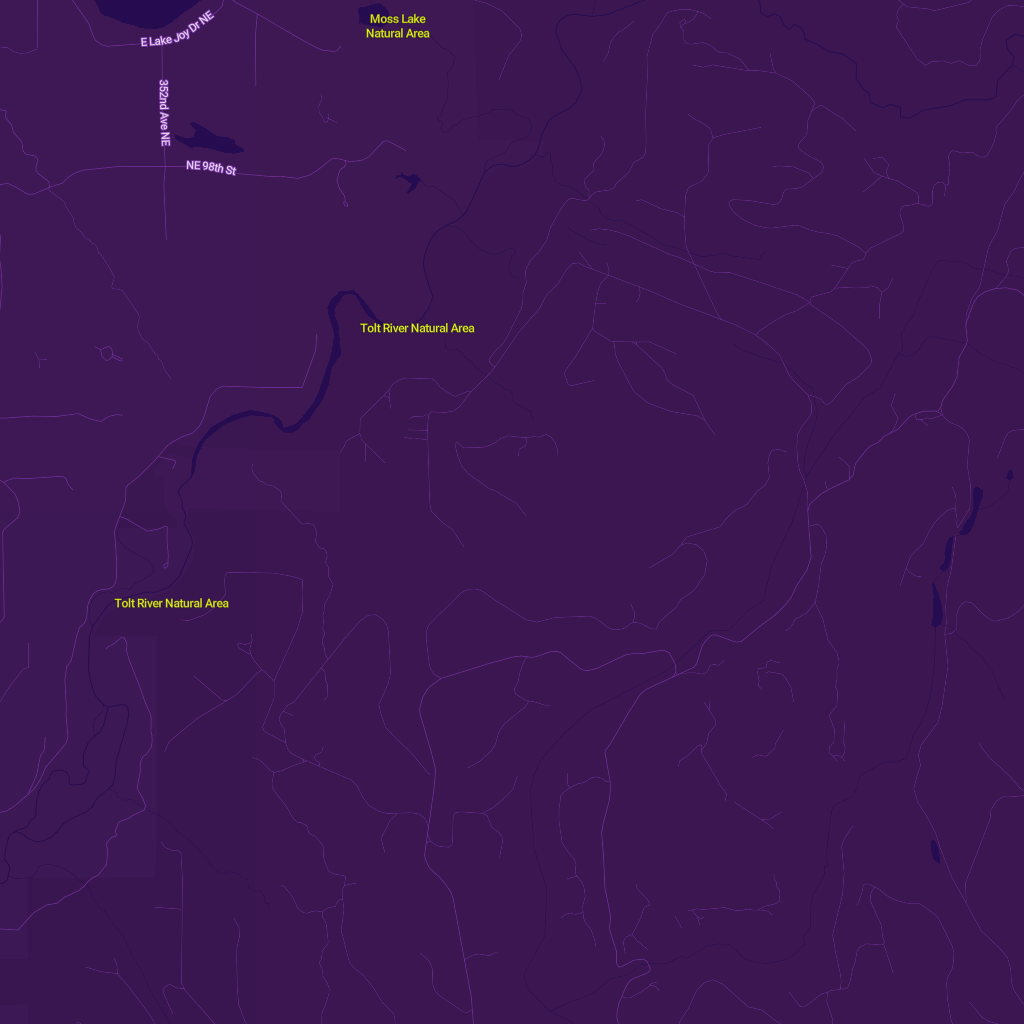 Moss Lake
Natural Area
E Lake Joy Dr NE
352nd Ave NE
NE 98th St
Tolt River Natural Area
Tolt River Natural Area